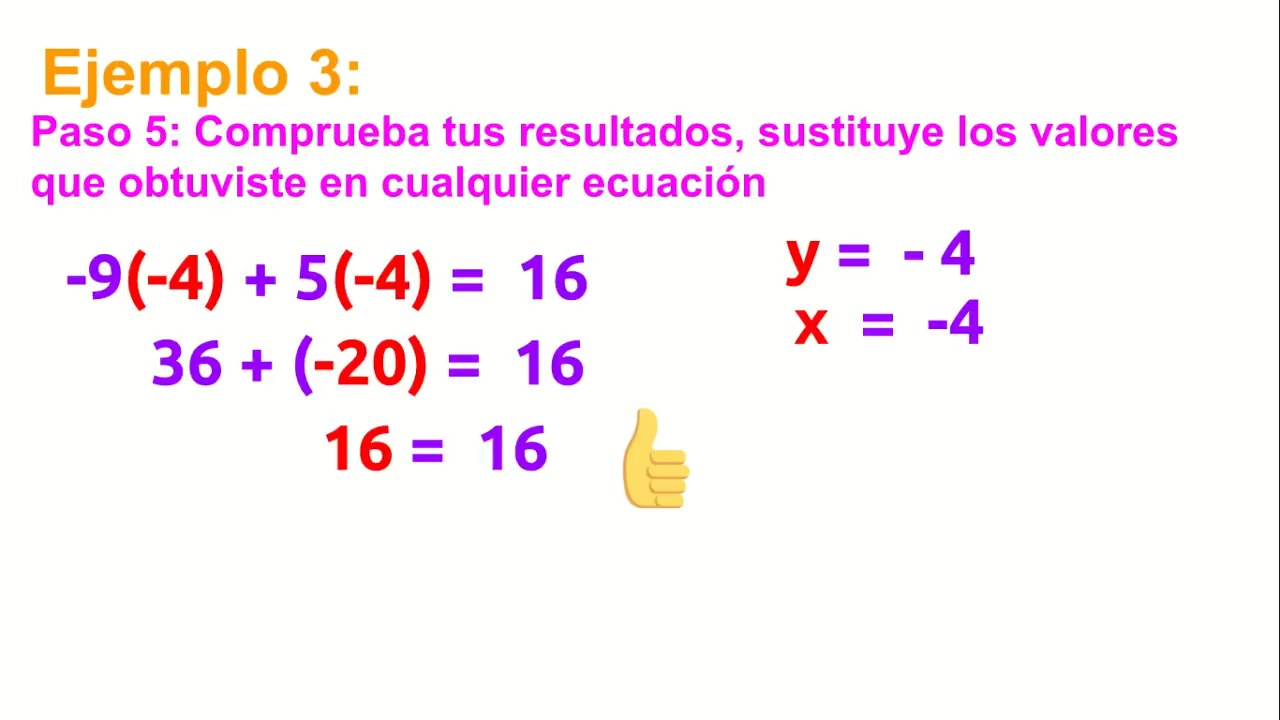 Ejemplo 3:
Paso 5: Comprueba tus resultados, sustituye los valores
que obtuviste en cualquier ecuación
-9(-4) + 5(-4) = 16
36 + (-20) = 16
16 = 16
y = - 4
x = -4